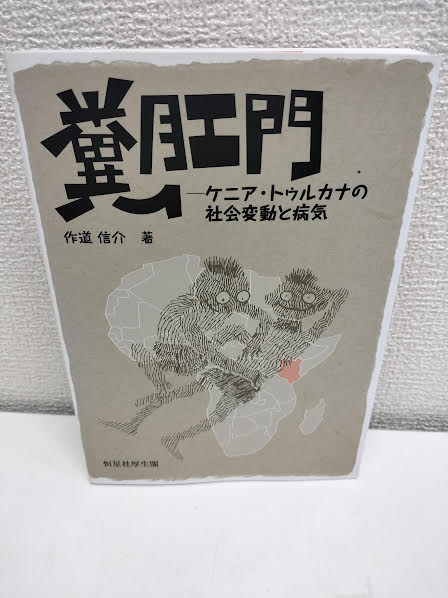 糞肛門
―ケニア・トゥルカナの
社会変動と病気
作道 信介 著
恒星社厚生閣